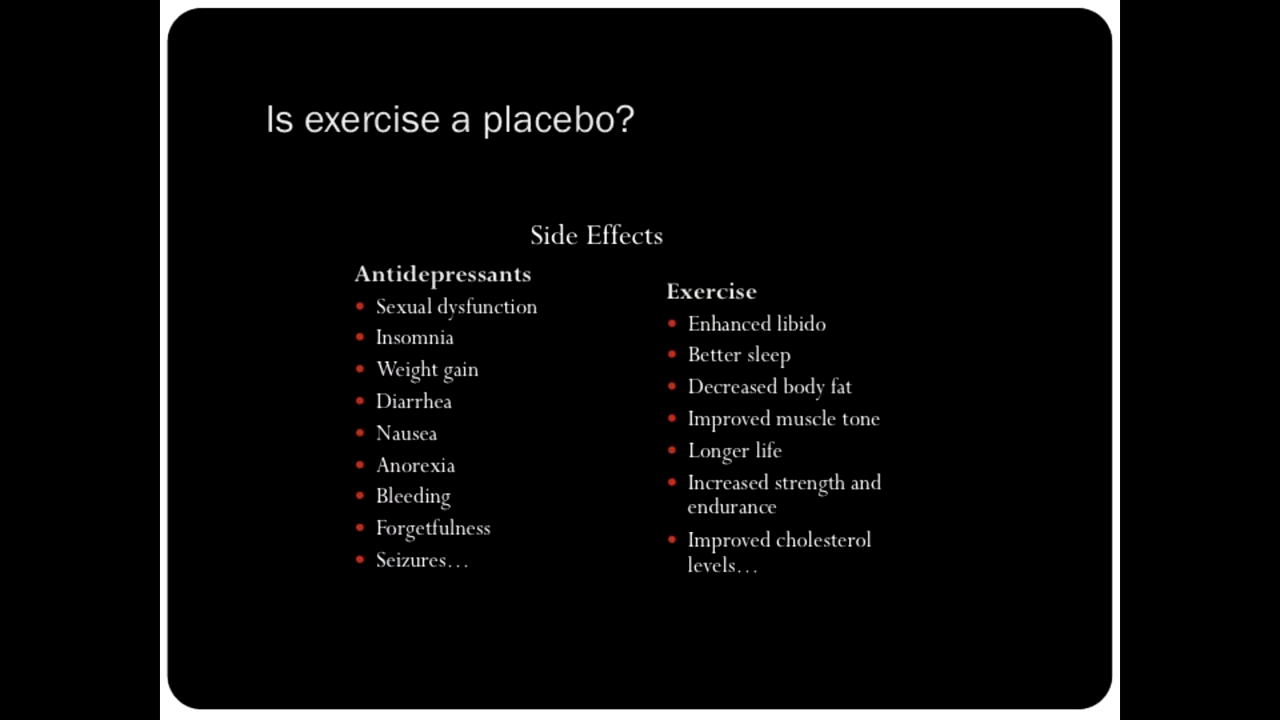 Is exercise a placebo?
Side Effects
Antidepressants
• Sexual dysfunction
• Insomnia
• Weight gain
• Diarrhea
• Nausea
• Anorexia
• Bleeding
• Forgetfulness
• Seizures…
Exercise
• Enhanced libido
• Better sleep
• Decreased body fat
• Improved muscle tone
• Longer life
• Increased strength and
endurance
• Improved cholesterol
levels…